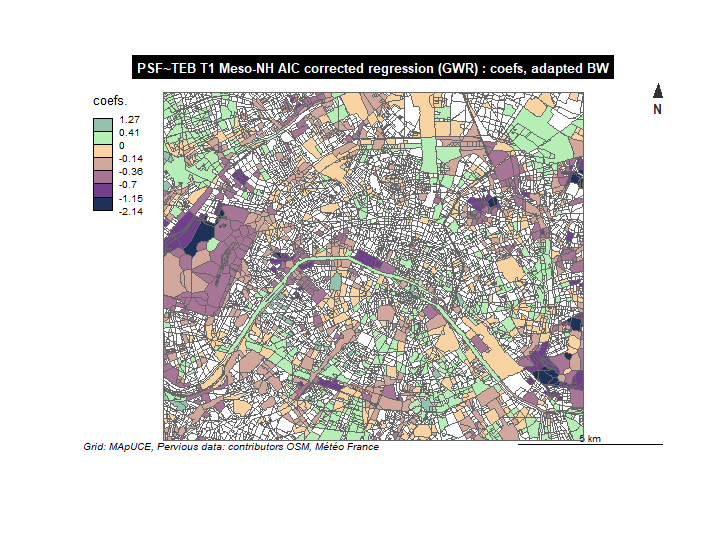 PSF~TEB T1 Meso-NH AIC corrected regression (GWR) : coefs, adapted BW
coefs.
1.27
0.41
0
-0.14
-0.36
-0.7
-1.15
-2.14
N
5 km
Grid: MApUCE, Pervious data: contributors OSM, Météo France